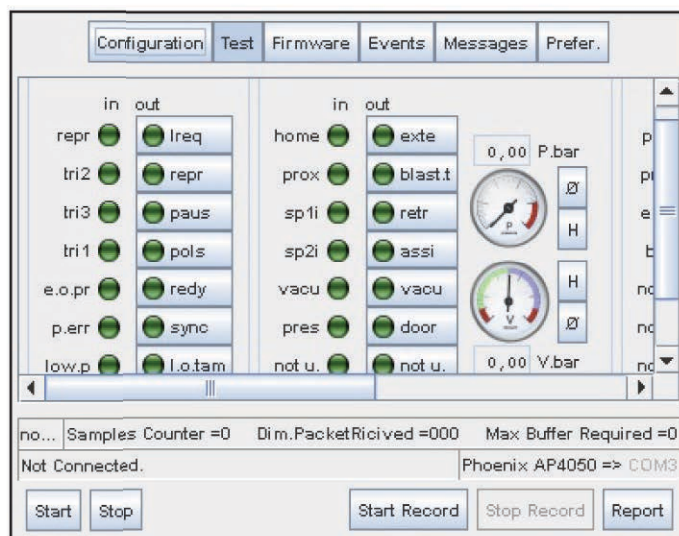 Configuration Test Firmware Events Messages Prefer.
in out in out
repr lreq home exte 0,00 P.bar
tri2 repr prox blast.t Ø
tri3 paus sp1i retr P H
tri1 pols sp2i assi
e.o.pr redy vacu vacu H
p.err sync pres door V Ø
low.p l.o.tam not u. not u. 0,00 V.bar
no... Samples Counter =0 Dim.PacketRicived =000 Max Buffer Required =0
Not Connected. Phoenix AP4050 => COM3
Start Stop Start Record Stop Record Report